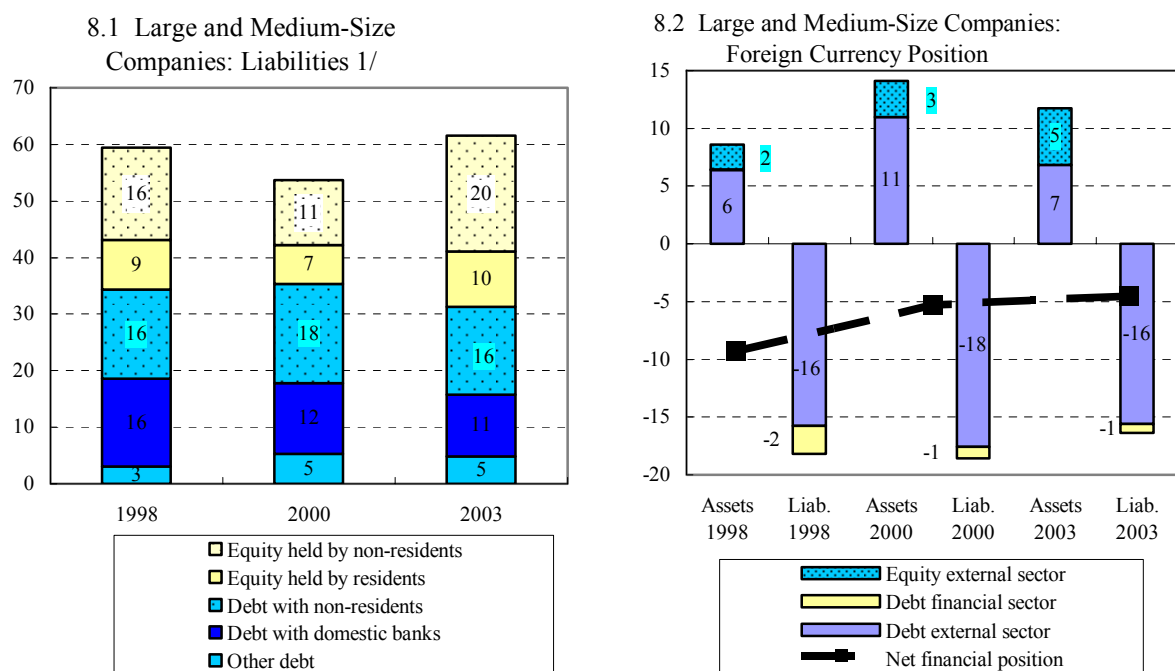 8.1 Large and Medium-Size
Companies: Liabilities 1/
70
60
50
40
30
20
10
0
16
9
16
16
3
11
7
18
12
5
20
10
16
11
5
1998 2000 2003
Equity held by non-residents
Equity held by residents
Debt with non-residents
Debt with domestic banks
Other debt
8.2 Large and Medium-Size Companies:
Foreign Currency Position
15
10
5
0
-5
-10
-15
-20
2
6
-16
-2
3
11
-18
-1
5
7
-16
-1
Assets Liab. Assets Liab. Assets Liab.
1998 1998 2000 2000 2003 2003
Equity external sector
Debt financial sector
Debt external sector
Net financial position